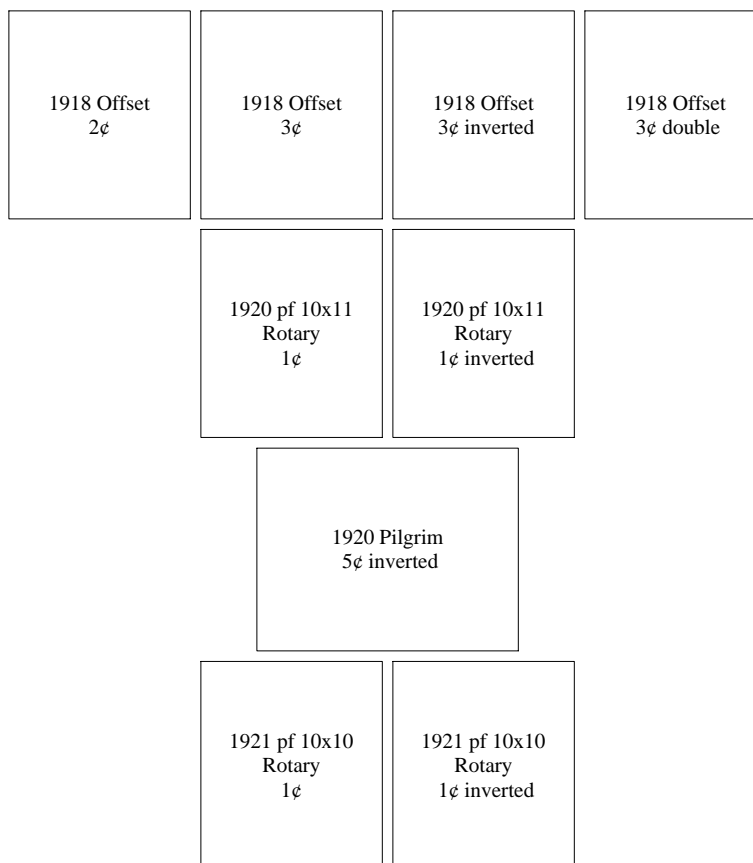 1918 Offset
2¢
1918 Offset
3¢
1918 Offset
3¢ inverted
1918 Offset
3¢ double
1920 pf 10x11
Rotary
1¢
1920 pf 10x11
Rotary
1¢ inverted
1920 Pilgrim
5¢ inverted
1921 pf 10x10
Rotary
1¢
1921 pf 10x10
Rotary
1¢ inverted